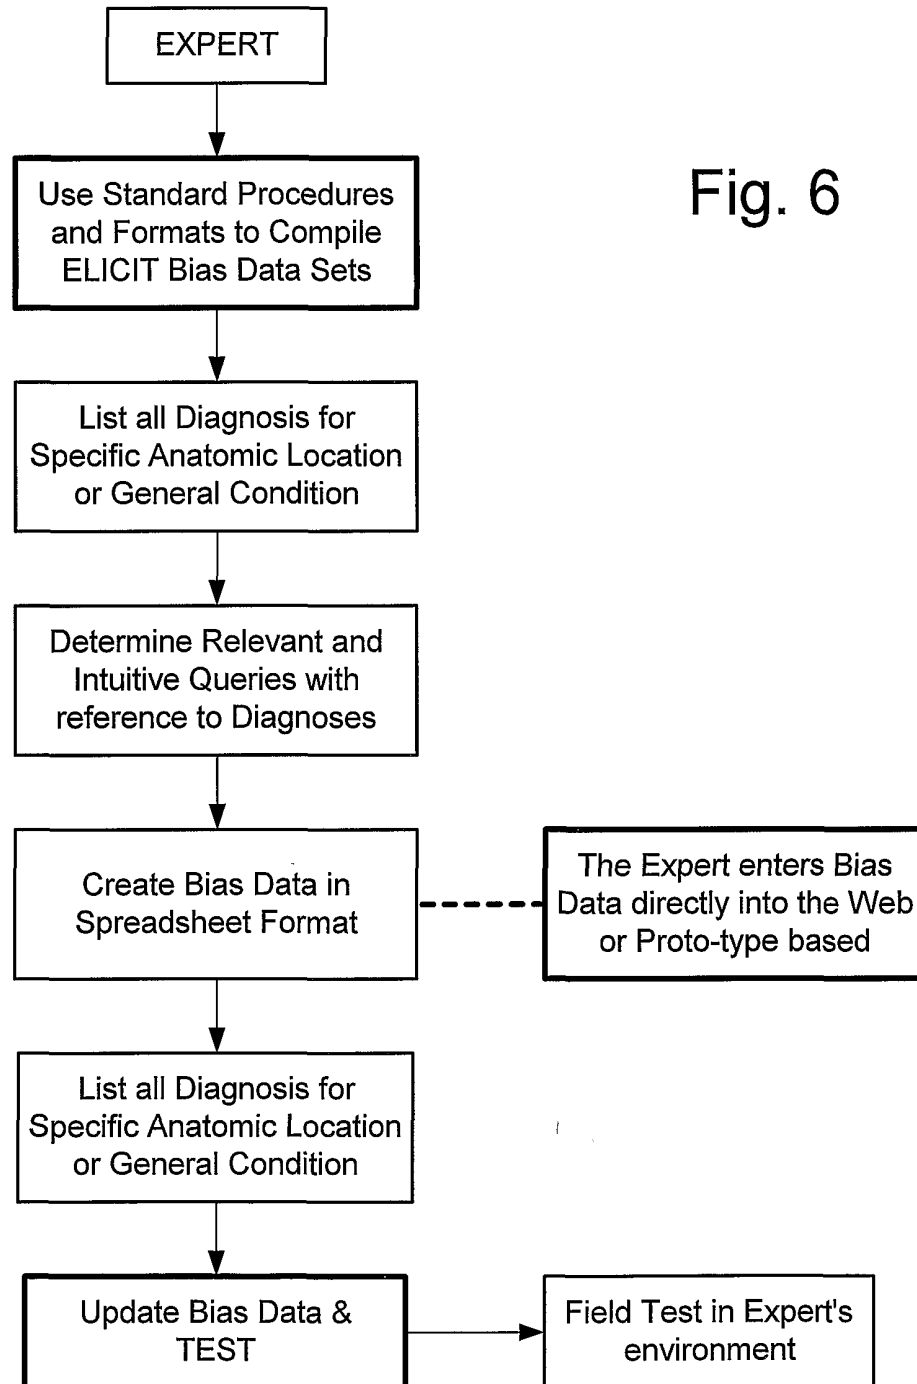 EXPERT
Fig. 6
Use Standard Procedures
and Formats to Compile
ELICIT Bias Data Sets
List all Diagnosis for
Specific Anatomic Location
or General Condition
Determine Relevant and
Intuitive Queries with
reference to Diagnoses
Create Bias Data in
Spreadsheet Format
The Expert enters Bias
Data directly into the Web
or Proto-type based
List all Diagnosis for
Specific Anatomic Location
or General Condition
Update Bias Data &
TEST
Field Test in Expert's
environment